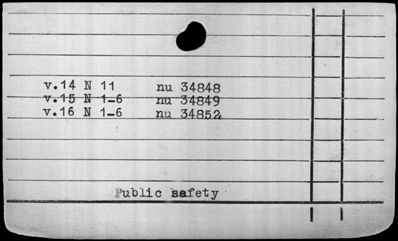 v.14 N 11 nu 34848
v.15 N 1-6 nu 34849
v.16 N 1-6 nu 34852
Public safety